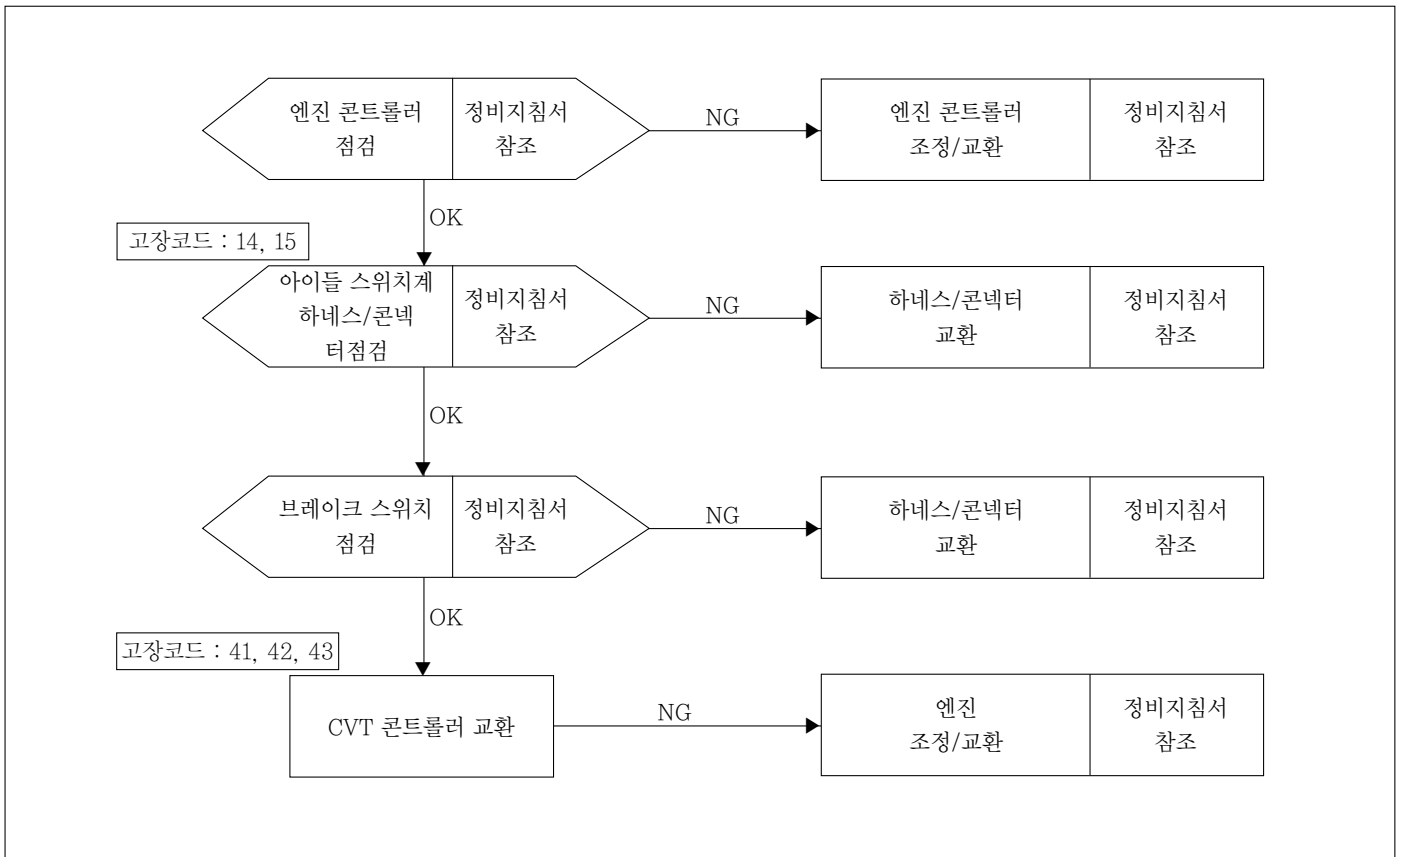 엔진 콘트롤러
점검
정비지침서
참조
NG
엔진 콘트롤러
조정/교환
정비지침서
참조
OK
고장코드 : 14, 15
아이들 스위치계
하네스/콘넥
터점검
정비지침서
참조
NG
하네스/콘넥터
교환
정비지침서
참조
OK
브레이크 스위치
점검
정비지침서
참조
NG
하네스/콘넥터
교환
정비지침서
참조
OK
고장코드 : 41, 42, 43
CVT 콘트롤러 교환
NG
엔진
조정/교환
정비지침서
참조